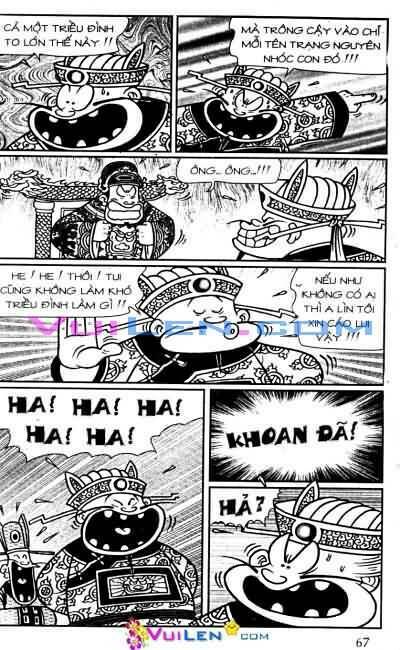 CẢ MỘT TRIỀU ĐÌNH
TO LỚN THẾ NÀY !!
MÀ TRÔNG CẬY VÀO CHỈ
MỖI TÊN TRẠNG NGUYÊN
NHÓC CON ĐÓ !!!
ÔNG... ÔNG...!!!
HE ! HE ! THÔI ! TUI
CŨNG KHÔNG LÀM KHÓ
TRIỀU ĐÌNH LÀM GÌ !!
NẾU NHƯ
KHÔNG CÓ AI
THÌ A LÌN TÔI
XIN CÁO LUI
VẬY !!!
VUILEN.COM
HA! HA! HA!
HA! HA!
KHOAN ĐÃ!
HẢ?
67
VUILEN.COM